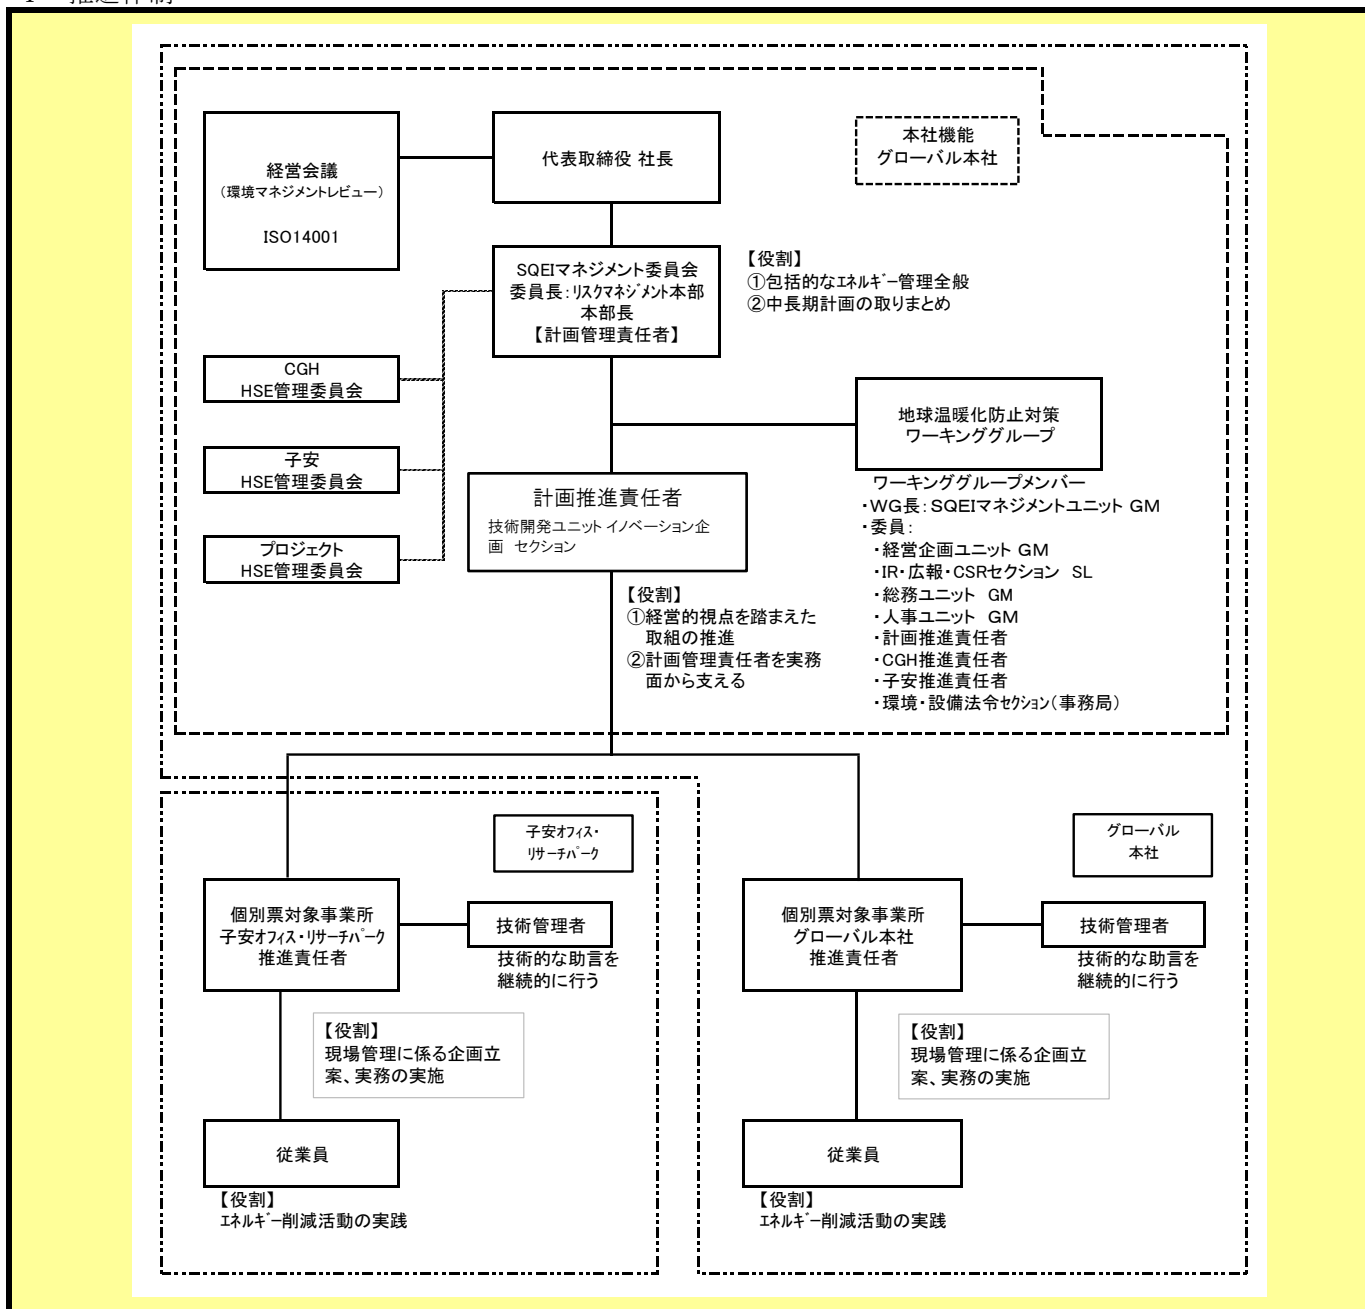 経営会議
（環境マネジメントレビュー）
ISO14001
代表取締役 社長
本社機能
グローバル本社
SQEIマネジメント委員会
委員長：ﾘｽｸﾏﾈｼﾞﾒﾝﾄ本部
本部長
【計画管理責任者】
【役割】
①包括的なｴﾈﾙｷﾞｰ管理全般
②中長期計画の取りまとめ
CGH
HSE管理委員会
子安
HSE管理委員会
プロジェクト
HSE管理委員会
地球温暖化防止対策
ワーキンググループ
計画推進責任者
技術開発ユニット イノベーション企
画　セクション
ワーキンググループメンバー
・WG長：SQEIマネジメントユニット GM
・委員：
・経営企画ユニット GM
・IR・広報・CSRセクション　SL
・総務ユニット　GM
・人事ユニット　GM
・計画推進責任者
・CGH推進責任者
・子安推進責任者
・環境・設備法令ｾｸｼｮﾝ（事務局）
【役割】
①経営的視点を踏まえた
取組の推進
②計画管理責任者を実務
面から支える
子安ｵﾌｨｽ・
ﾘｻｰﾁﾊﾟｰｸ
個別票対象事業所
子安ｵﾌｨｽ・ﾘｻｰﾁﾊﾟｰｸ
推進責任者
技術管理者
技術的な助言を
継続的に行う
【役割】
現場管理に係る企画立
案、実務の実施
従業員
【役割】
ｴﾈﾙｷﾞｰ削減活動の実践
グローバル
本社
個別票対象事業所
グローバル本社
推進責任者
技術管理者
技術的な助言を
継続的に行う
【役割】
現場管理に係る企画立
案、実務の実施
従業員
【役割】
ｴﾈﾙｷﾞｰ削減活動の実践